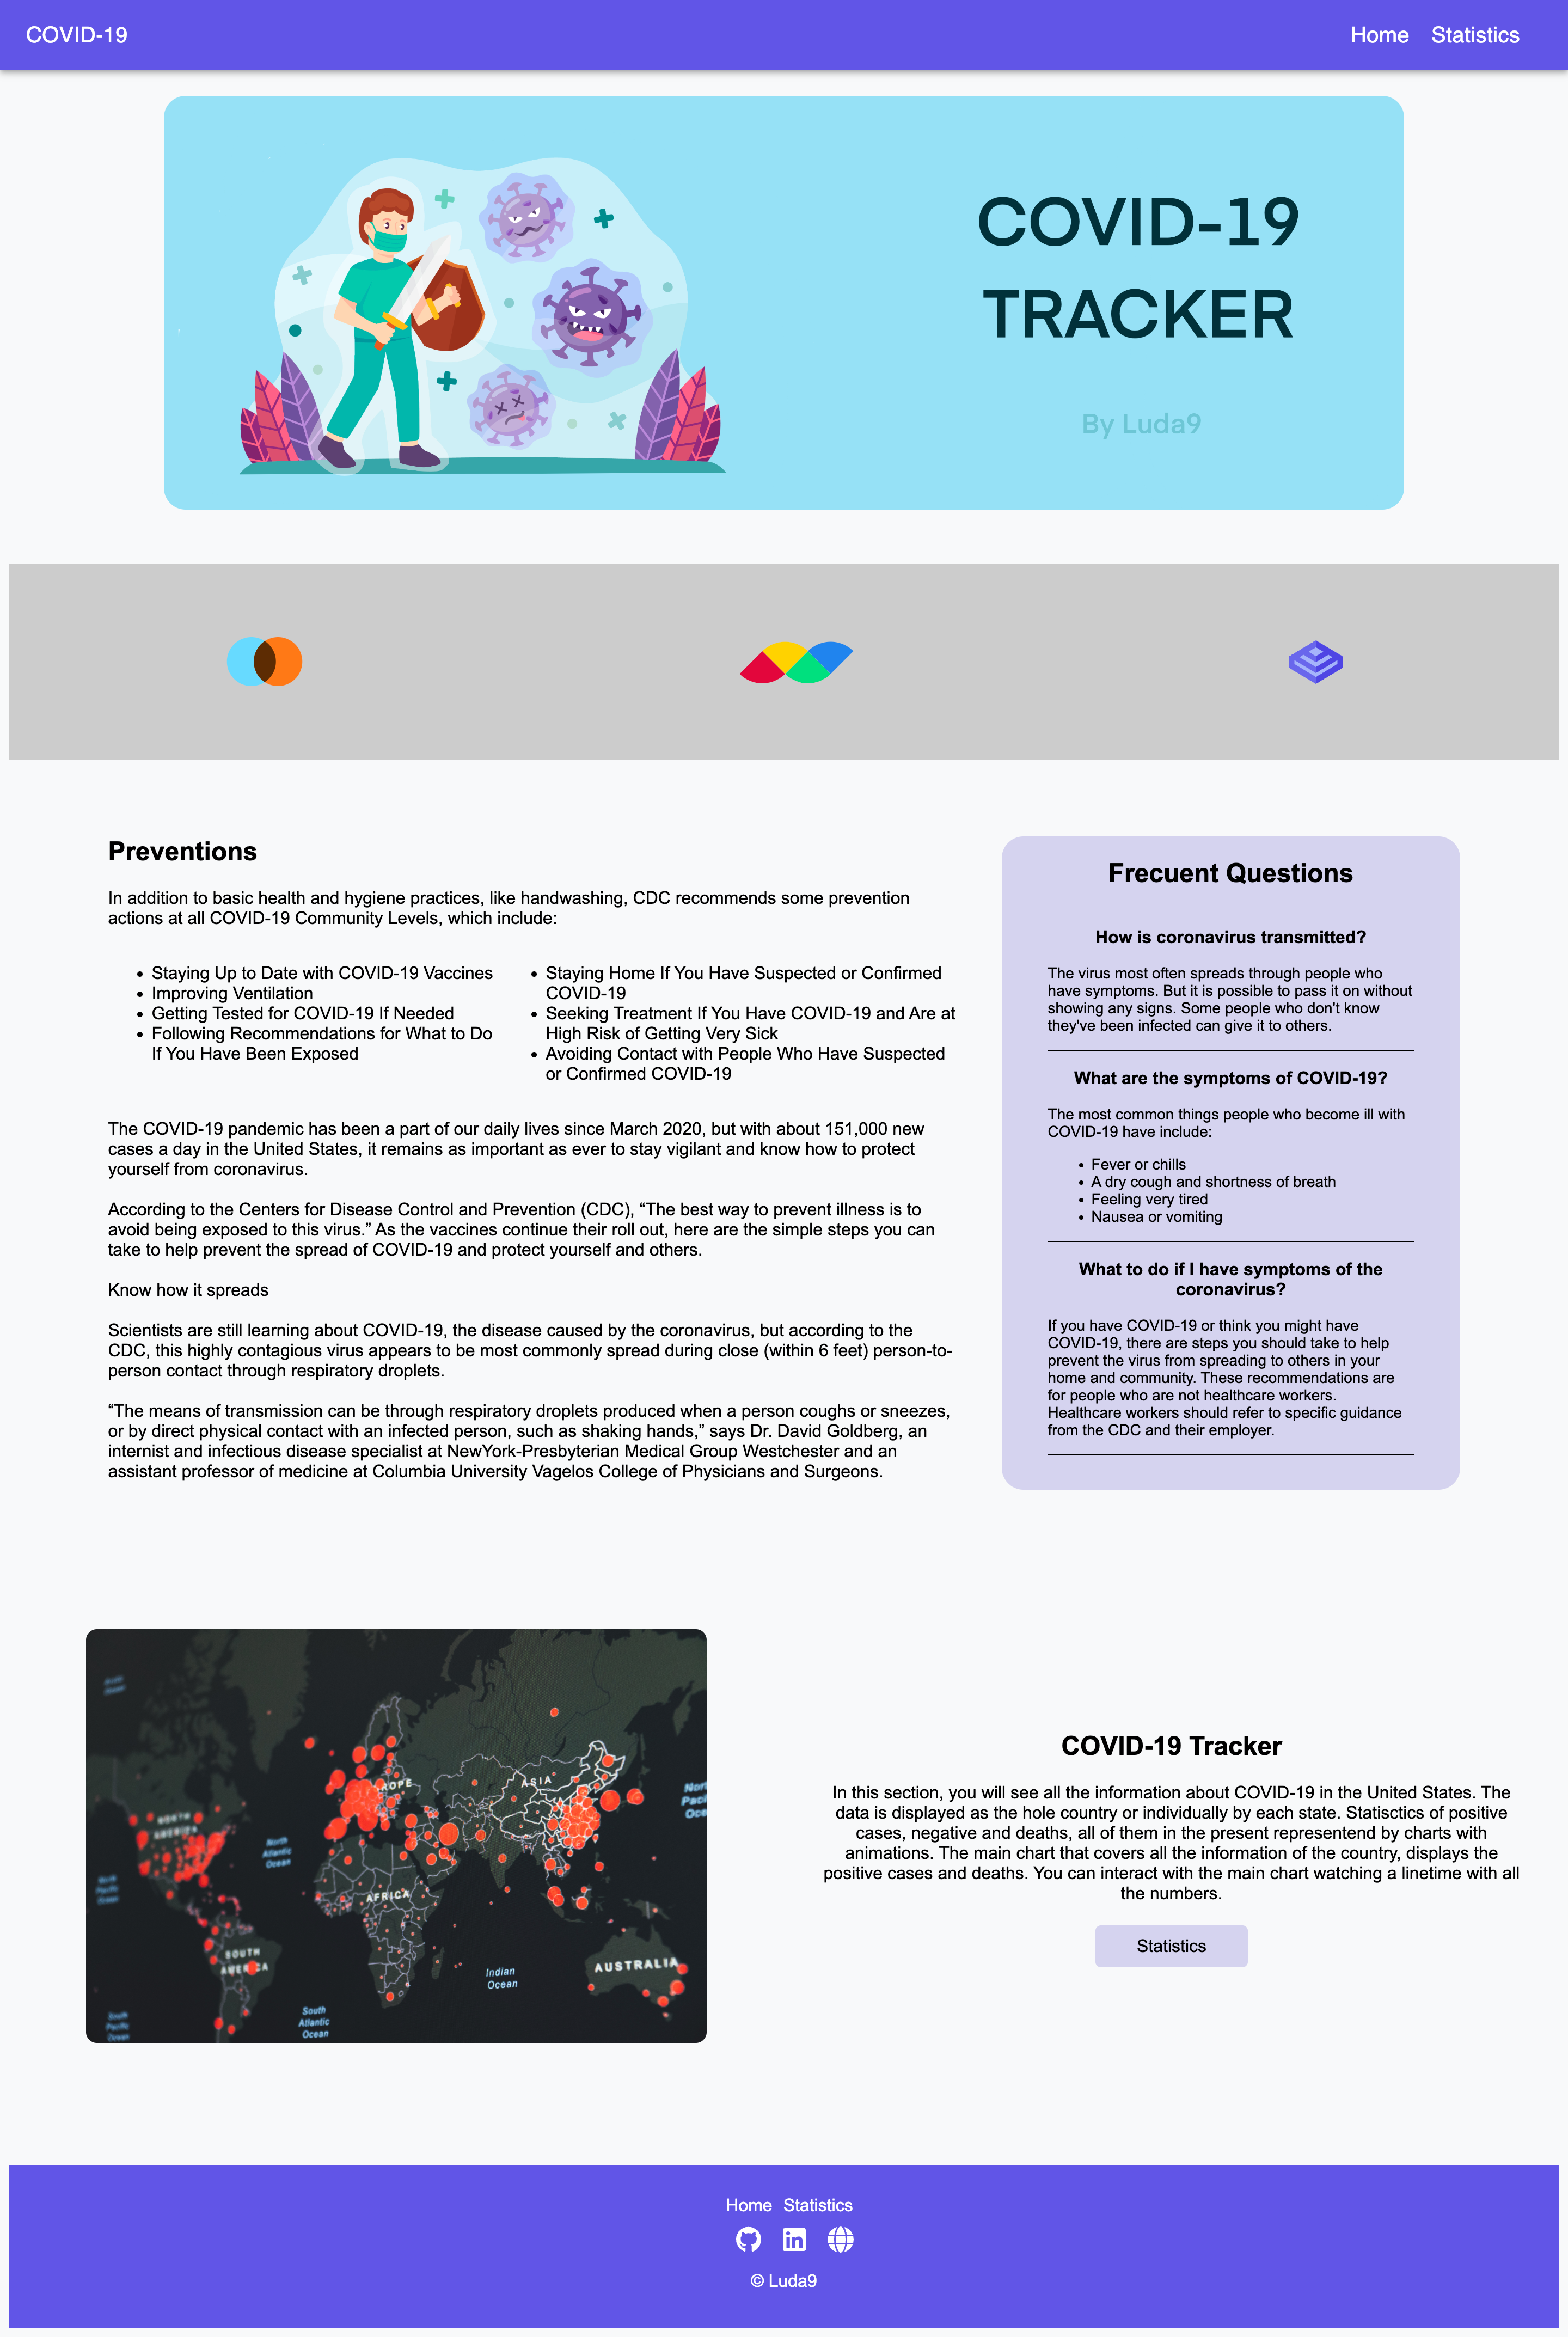 COVID-19
Home Statistics
COVID-19
TRACKER
By Luda9
Preventions
In addition to basic health and hygiene practices, like handwashing, CDC recommends some prevention
actions at all COVID-19 Community Levels, which include:
• Staying Up to Date with COVID-19 Vaccines
• Improving Ventilation
• Getting Tested for COVID-19 If Needed
• Following Recommendations for What to Do
If You Have Been Exposed
• Staying Home If You Have Suspected or Confirmed
COVID-19
• Seeking Treatment If You Have COVID-19 and Are at
High Risk of Getting Very Sick
• Avoiding Contact with People Who Have Suspected
or Confirmed COVID-19
The COVID-19 pandemic has been a part of our daily lives since March 2020, but with about 151,000 new
cases a day in the United States, it remains as important as ever to stay vigilant and know how to protect
yourself from coronavirus.
According to the Centers for Disease Control and Prevention (CDC), “The best way to prevent illness is to
avoid being exposed to this virus.” As the vaccines continue their roll out, here are the simple steps you can
take to help prevent the spread of COVID-19 and protect yourself and others.
Know how it spreads
Scientists are still learning about COVID-19, the disease caused by the coronavirus, but according to the
CDC, this highly contagious virus appears to be most commonly spread during close (within 6 feet) person-to-
person contact through respiratory droplets.
“The means of transmission can be through respiratory droplets produced when a person coughs or sneezes,
or by direct physical contact with an infected person, such as shaking hands,” says Dr. David Goldberg, an
internist and infectious disease specialist at NewYork-Presbyterian Medical Group Westchester and an
assistant professor of medicine at Columbia University Vagelos College of Physicians and Surgeons.
Frecuent Questions
How is coronavirus transmitted?
The virus most often spreads through people who
have symptoms. But it is possible to pass it on without
showing any signs. Some people who don't know
they've been infected can give it to others.
What are the symptoms of COVID-19?
The most common things people who become ill with
COVID-19 have include:
• Fever or chills
• A dry cough and shortness of breath
• Feeling very tired
• Nausea or vomiting
What to do if I have symptoms of the
coronavirus?
If you have COVID-19 or think you might have
COVID-19, there are steps you should take to help
prevent the virus from spreading to others in your
home and community. These recommendations are
for people who are not healthcare workers.
Healthcare workers should refer to specific guidance
from the CDC and their employer.
Arctic
Ocean
NORTH
AMERICA
North
Atlantic
Ocean
ROPE
ASIA
North
Pacific
Ocean
AFRICA
SOUTH
AMERICA
Indian
Ocean
AUSTRALIA
South
Atlantic
Ocean
South
Pacific
Ocean
COVID-19 Tracker
In this section, you will see all the information about COVID-19 in the United States. The
data is displayed as the hole country or individually by each state. Statisctics of positive
cases, negative and deaths, all of them in the present representend by charts with
animations. The main chart that covers all the information of the country, displays the
positive cases and deaths. You can interact with the main chart watching a linetime with all
the numbers.
Statistics
Home Statistics
in
© Luda9